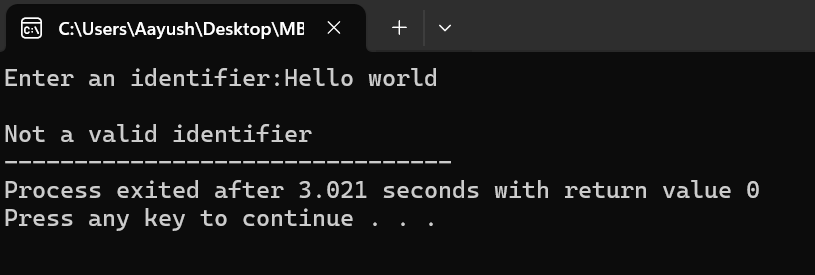 C:\Users\Aayush\Desktop\MB
Enter an identifier:Hello world
Not a valid identifier
--------------------------------
Process exited after 3.021 seconds with return value 0
Press any key to continue . . .